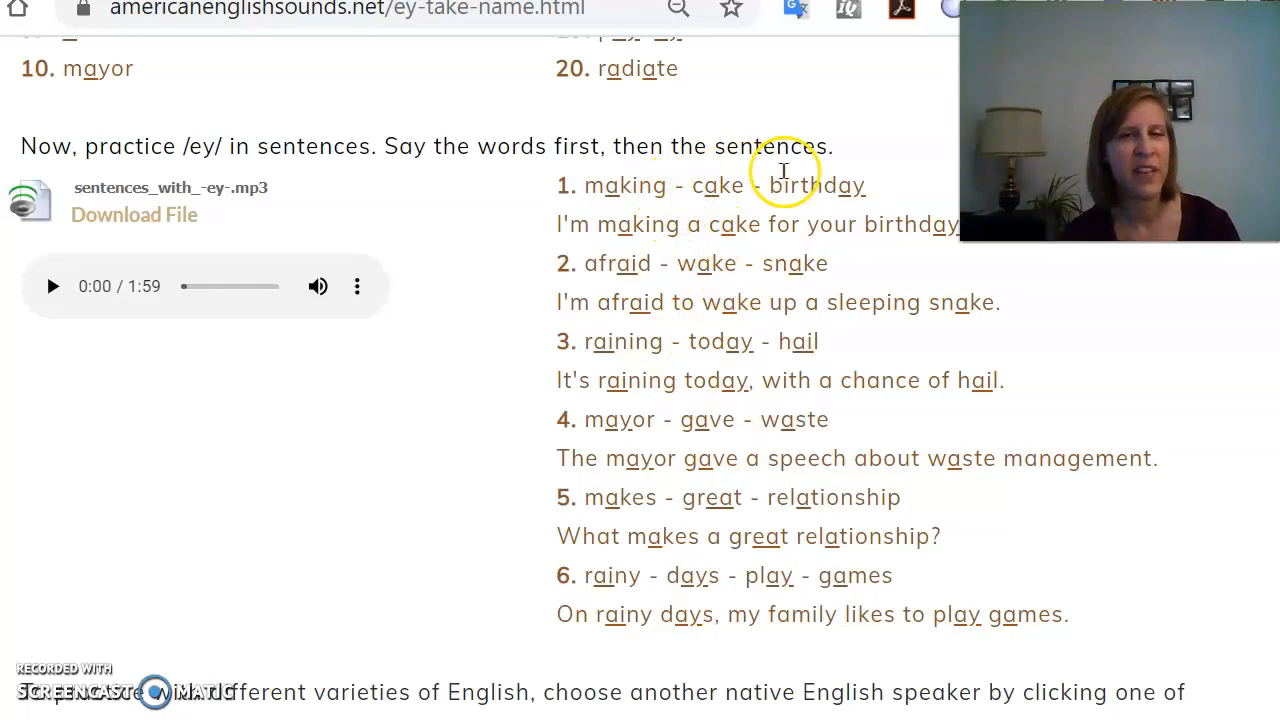 americanenglishsounds.net/ey-take-name.html
10. mayor
20. radiate
Now, practice /ey/ in sentences. Say the words first, then the sentences.
sentences_with_-ey-.mp3
Download File
0:00 / 1:59
1. making - cake - birthday
I'm making a cake for your birthday
2. afraid - wake - snake
I'm afraid to wake up a sleeping snake.
3. raining - today - hail
It's raining today, with a chance of hail.
4. mayor - gave - waste
The mayor gave a speech about waste management.
5. makes - great - relationship
What makes a great relationship?
6. rainy - days - play - games
On rainy days, my family likes to play games.
RECORDED WITH
SCREENCAST MATIC
different varieties of English, choose another native English speaker by clicking one of